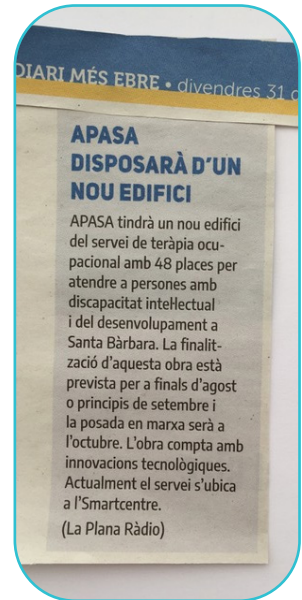 DIARI MÉS EBRE • divendres 31
APASA
DISPOSARÀ D'UN
NOU EDIFICI
APASA tindrà un nou edifici
del servei de teràpia ocu-
pacional amb 48 places per
atendre a persones amb
discapacitat intel·lectual
i del desenvolupament a
Santa Bàrbara. La finalit-
zació d'aquesta obra està
prevista per a finals d'agost
o principis de setembre i
la posada en marxa serà a
l'octubre. L'obra compta amb
innovacions tecnològiques.
Actualment el servei s'ubica
a l'Smartcentre.
(La Plana Ràdio)